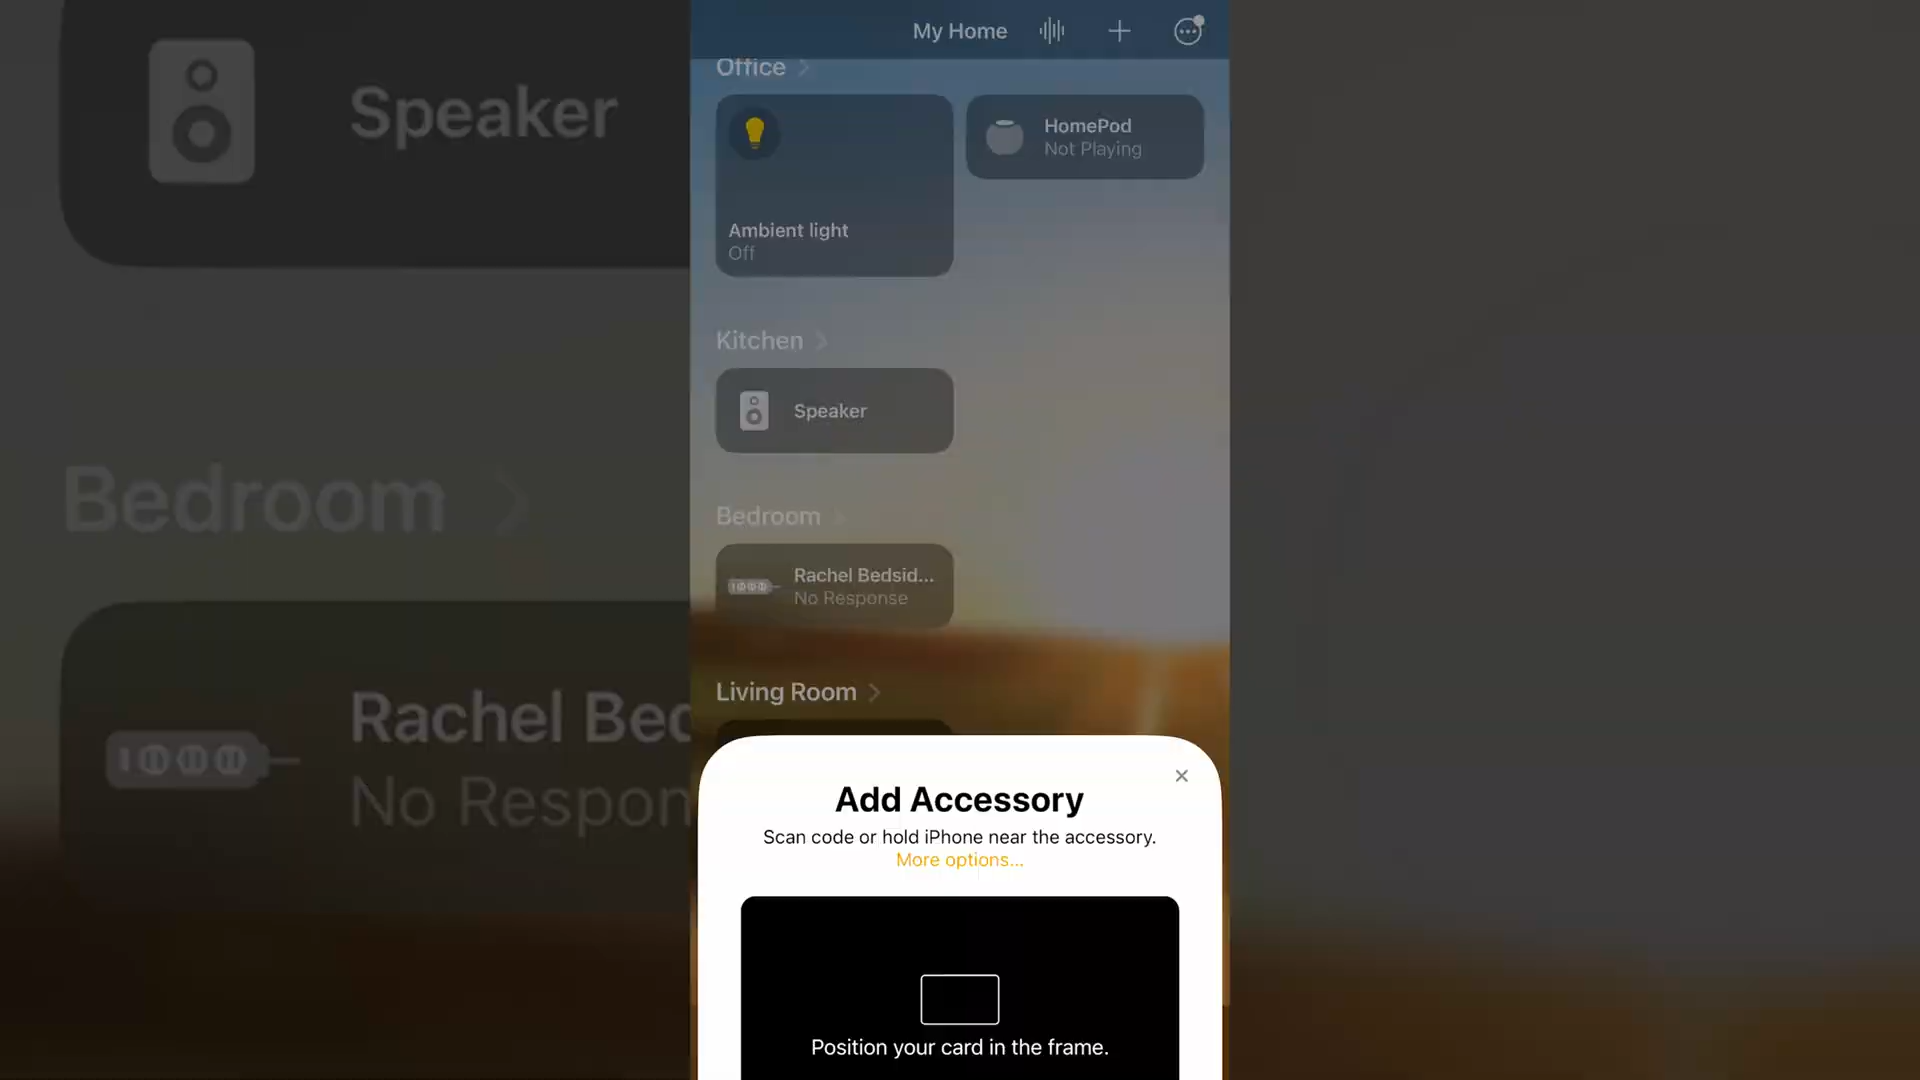 My Home
Office
HomePod
Not Playing
Ambient light
Off
Kitchen
Speaker
Bedroom
Rachel Bedsid...
No Response
Living Room
Add Accessory
Scan code or hold iPhone near the accessory.
More options...
Position your card in the frame.
Speaker
Bedroom
Rachel Bed
No Respon